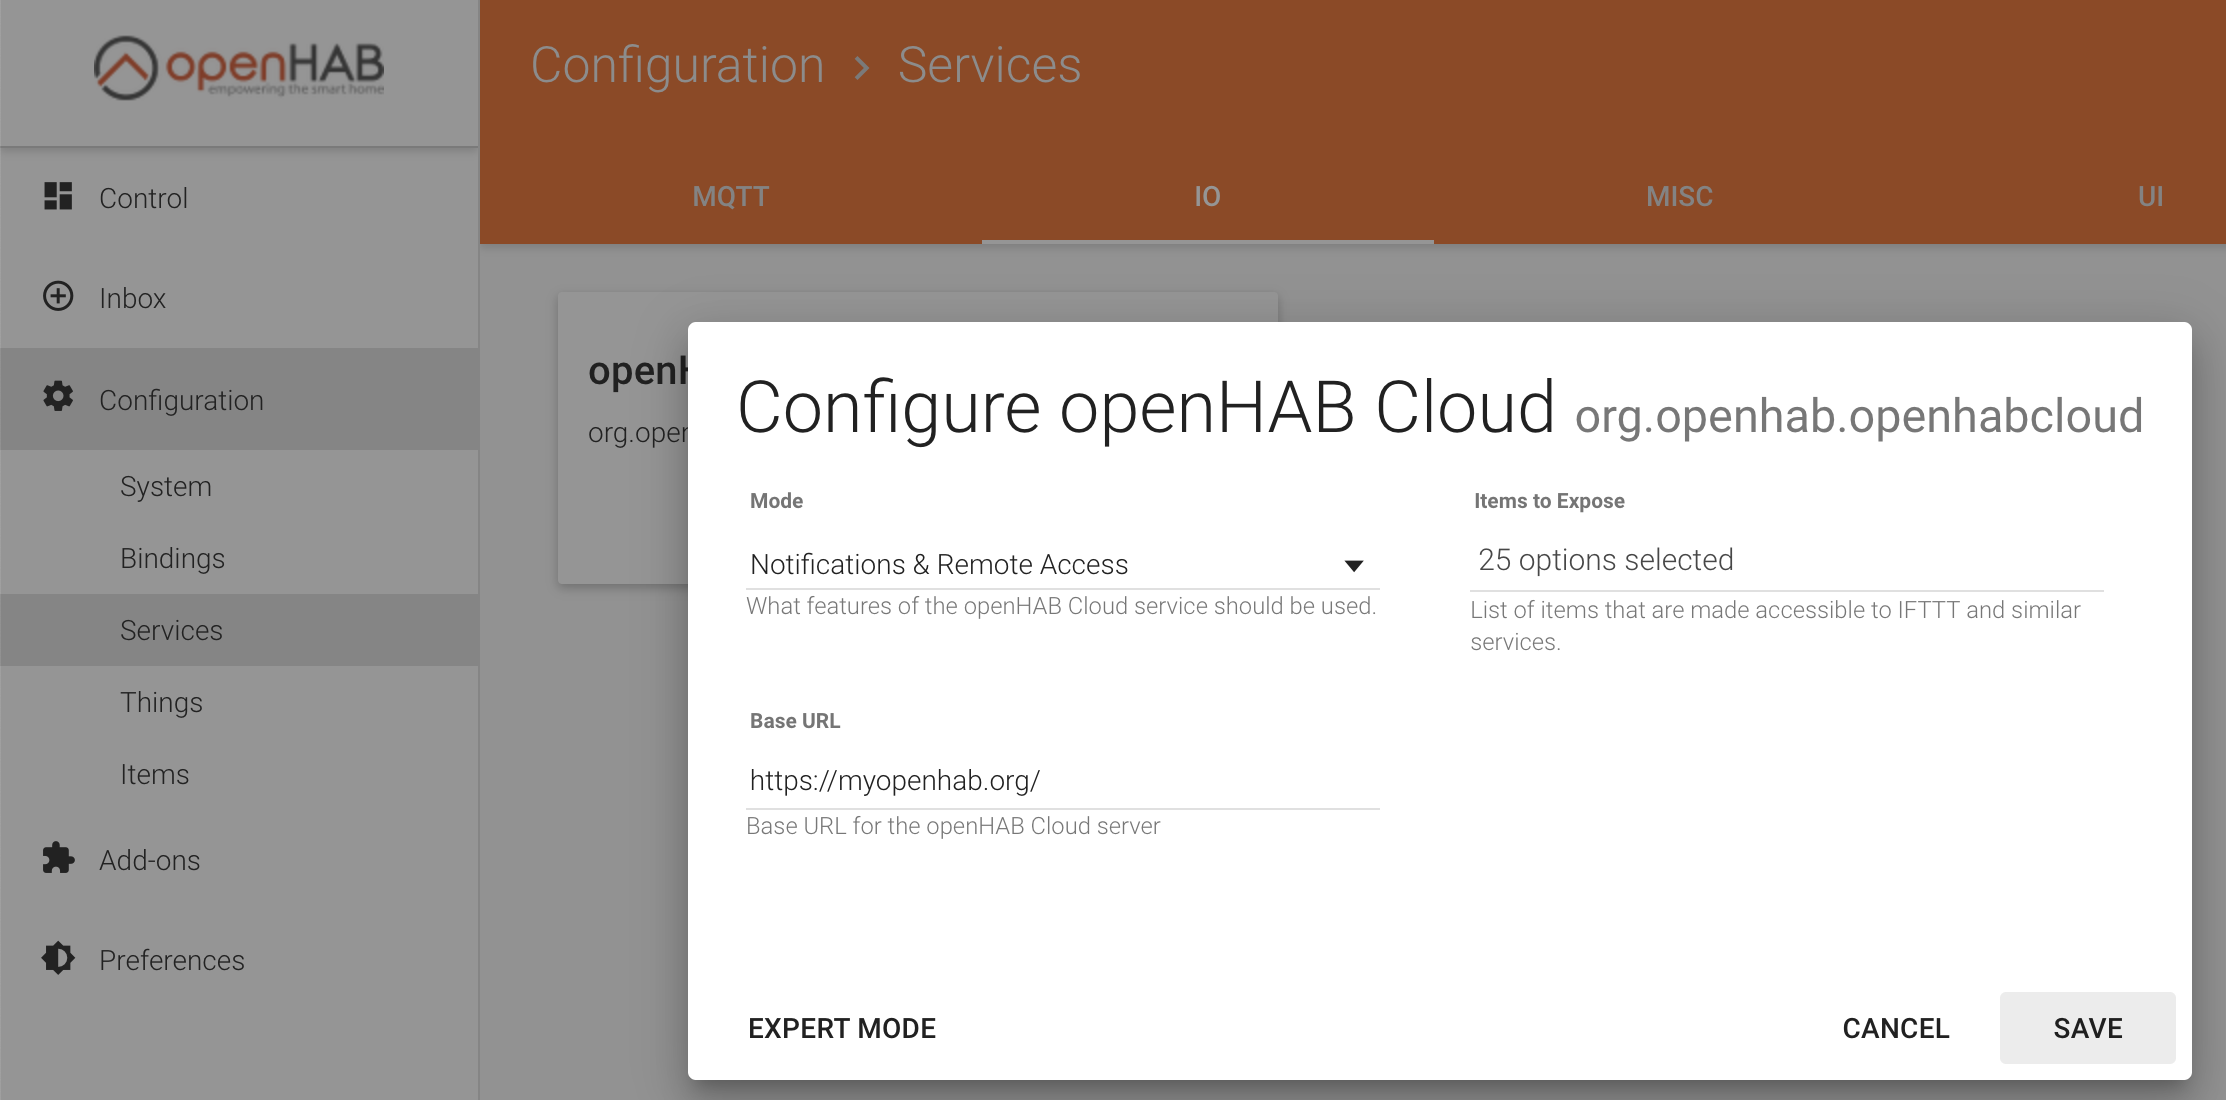 openHAB
empowering the smart home
Control
Inbox
Configuration
System
Bindings
Services
Things
Items
Add-ons
Preferences
Configuration > Services
MQTT IO MISC UI
openH
org.oper
Configure openHAB Cloud org.openhab.openhabcloud
Mode
Notifications & Remote Access
What features of the openHAB Cloud service should be used.
Items to Expose
25 options selected
List of items that are made accessible to IFTTT and similar
services.
Base URL
https://myopenhab.org/
Base URL for the openHAB Cloud server
EXPERT MODE CANCEL SAVE